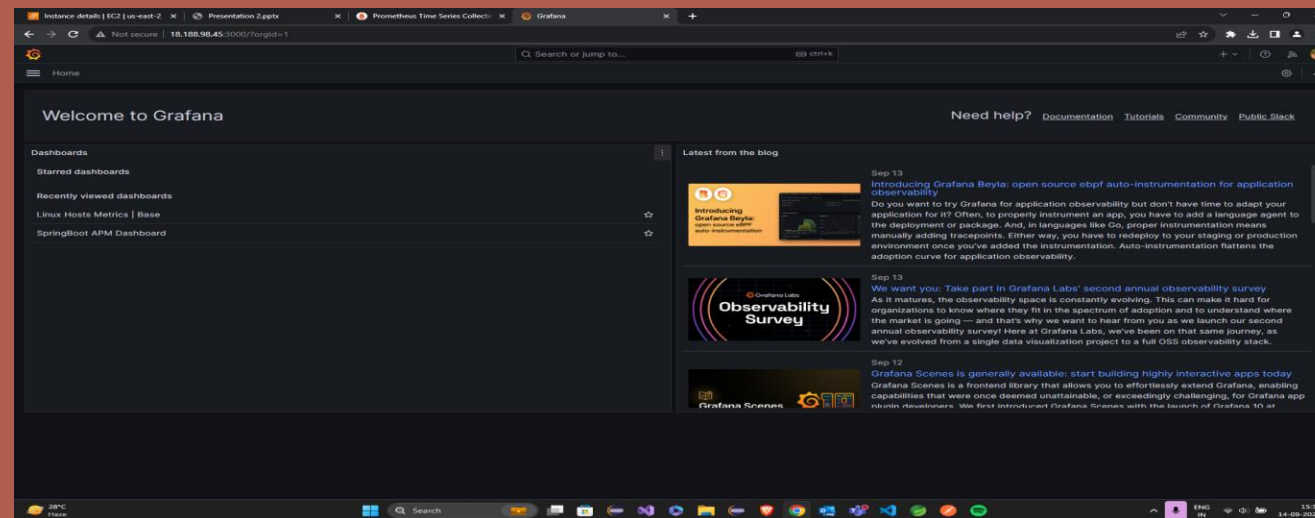 Instance details | EC2 | us-east-2
Presentation 2.pptx
Prometheus Time Series Collecti
Grafana
Not secure | 18.188.98.45:3000/?orgId=1
Search or jump to...
ctrl+k
Home
Welcome to Grafana
Need help? Documentation Tutorials Community Public Slack
Dashboards
Starred dashboards
Recently viewed dashboards
Linux Hosts Metrics | Base
SpringBoot APM Dashboard
Latest from the blog
Introducing
Grafana Beyla:
open source eBPF
auto-instrumentation
Sep 13
Introducing Grafana Beyla: open source ebpf auto-instrumentation for application
observability
Do you want to try Grafana for application observability but don't have time to adapt your
application for it? Often, to properly instrument an app, you have to add a language agent to
the deployment or package. And, in languages like Go, proper instrumentation means
manually adding tracepoints. Either way, you have to redeploy to your staging or production
environment once you've added the instrumentation. Auto-instrumentation flattens the
adoption curve for application observability.
Grafana Labs
Observability
Survey
Sep 13
We want you: Take part in Grafana Labs' second annual observability survey
As it matures, the observability space is constantly evolving. This can make it hard for
organizations to know where they fit in the spectrum of adoption and to understand where
the market is going — and that's why we want to hear from you as we launch our second
annual observability survey! Here at Grafana Labs, we've been on that same journey, as
we've evolved from a single data visualization project to a full OSS observability stack.
Grafana Scenes
Sep 12
Grafana Scenes is generally available: start building highly interactive apps today
Grafana Scenes is a frontend library that allows you to effortlessly extend Grafana, enabling
capabilities that were once deemed unattainable, or exceedingly challenging, for Grafana app
plugin developers. We first introduced Grafana Scenes with the launch of Grafana 10 at
28°C
Haze
Search
ENG
IN
14-09-202